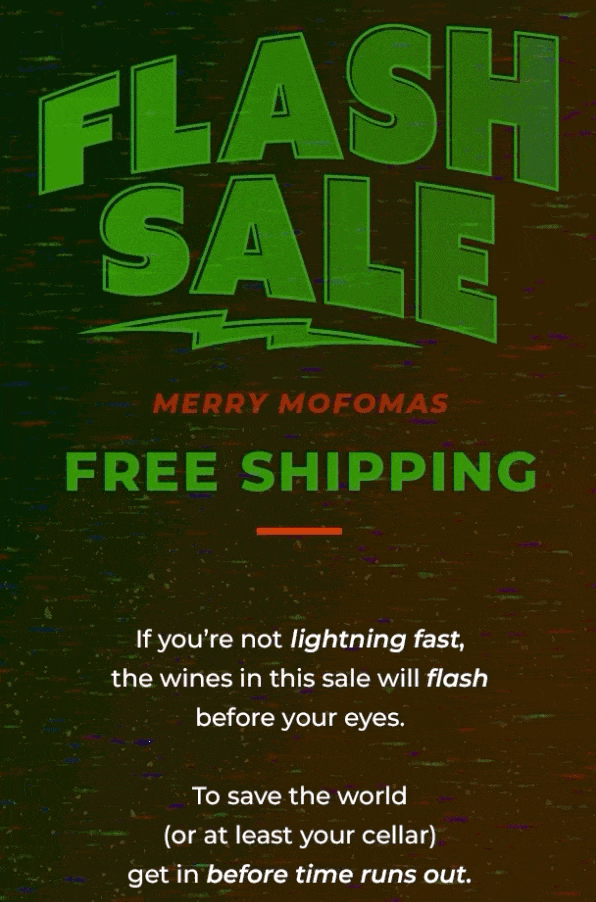 FLASH
SALE
MERRY MOFOMAS
FREE SHIPPING
If you’re not lightning fast,
the wines in this sale will flash
before your eyes.
To save the world
(or at least your cellar)
get in before time runs out.